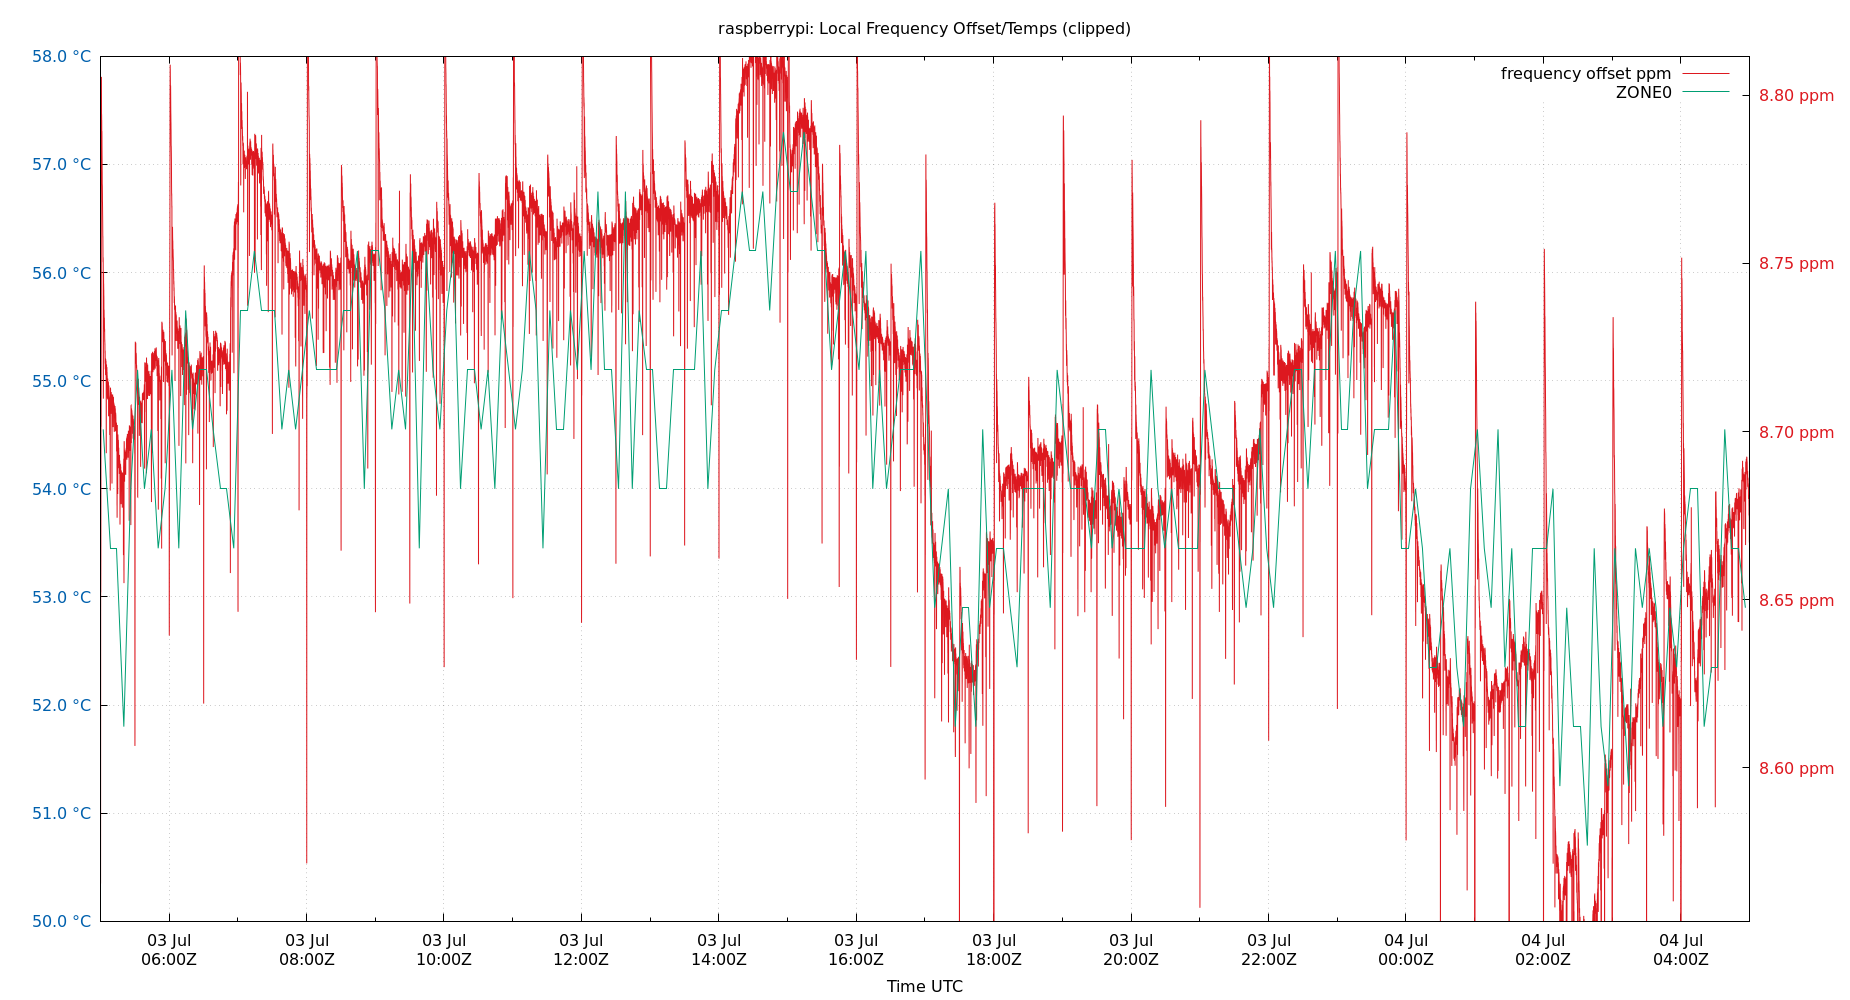 raspberrypi: Local Frequency Offset/Temps (clipped)
58.0 °C
57.0 °C
56.0 °C
55.0 °C
54.0 °C
53.0 °C
52.0 °C
51.0 °C
50.0 °C
frequency offset ppm
ZONE0
8.80 ppm
8.75 ppm
8.70 ppm
8.65 ppm
8.60 ppm
03 Jul 03 Jul 03 Jul 03 Jul 03 Jul 03 Jul 03 Jul 03 Jul 03 Jul 04 Jul 04 Jul 04 Jul
06:00Z 08:00Z 10:00Z 12:00Z 14:00Z 16:00Z 18:00Z 20:00Z 22:00Z 00:00Z 02:00Z 04:00Z
Time UTC